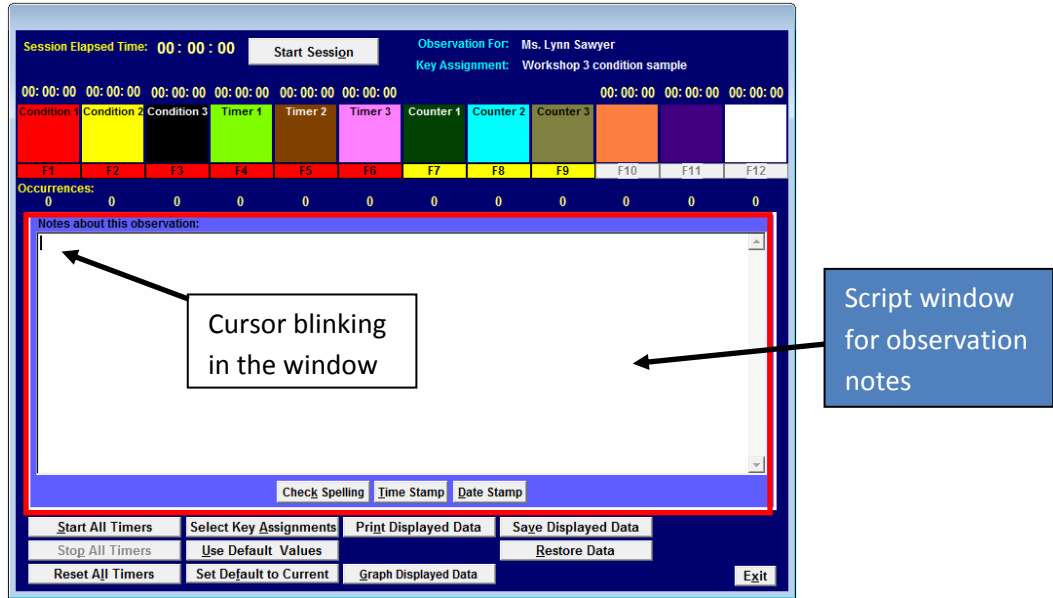 Session Elapsed Time: 00: 00 : 00 Start Session Observation For: Ms. Lynn Sawyer
Key Assignment: Workshop 3 condition sample
00: 00: 00 00: 00: 00 00: 00: 00 00: 00: 00 00: 00: 00 00: 00: 00 00: 00: 00 00: 00: 00 00: 00: 00
Condition 1 Condition 2 Condition 3 Timer 1 Timer 2 Timer 3 Counter 1 Counter 2 Counter 3
F1 F2 F3 F4 F5 F6 F7 F8 F9 F10 F11 F12
Occurrences:
0 0 0 0 0 0 0 0 0 0 0 0
Notes about this observation:
Cursor blinking
in the window
Script window
for observation
notes
Check Spelling Time Stamp Date Stamp
Start All Timers Select Key Assignments Print Displayed Data Save Displayed Data
Stop All Timers Use Default Values Restore Data
Reset All Timers Set Default to Current Graph Displayed Data Exit